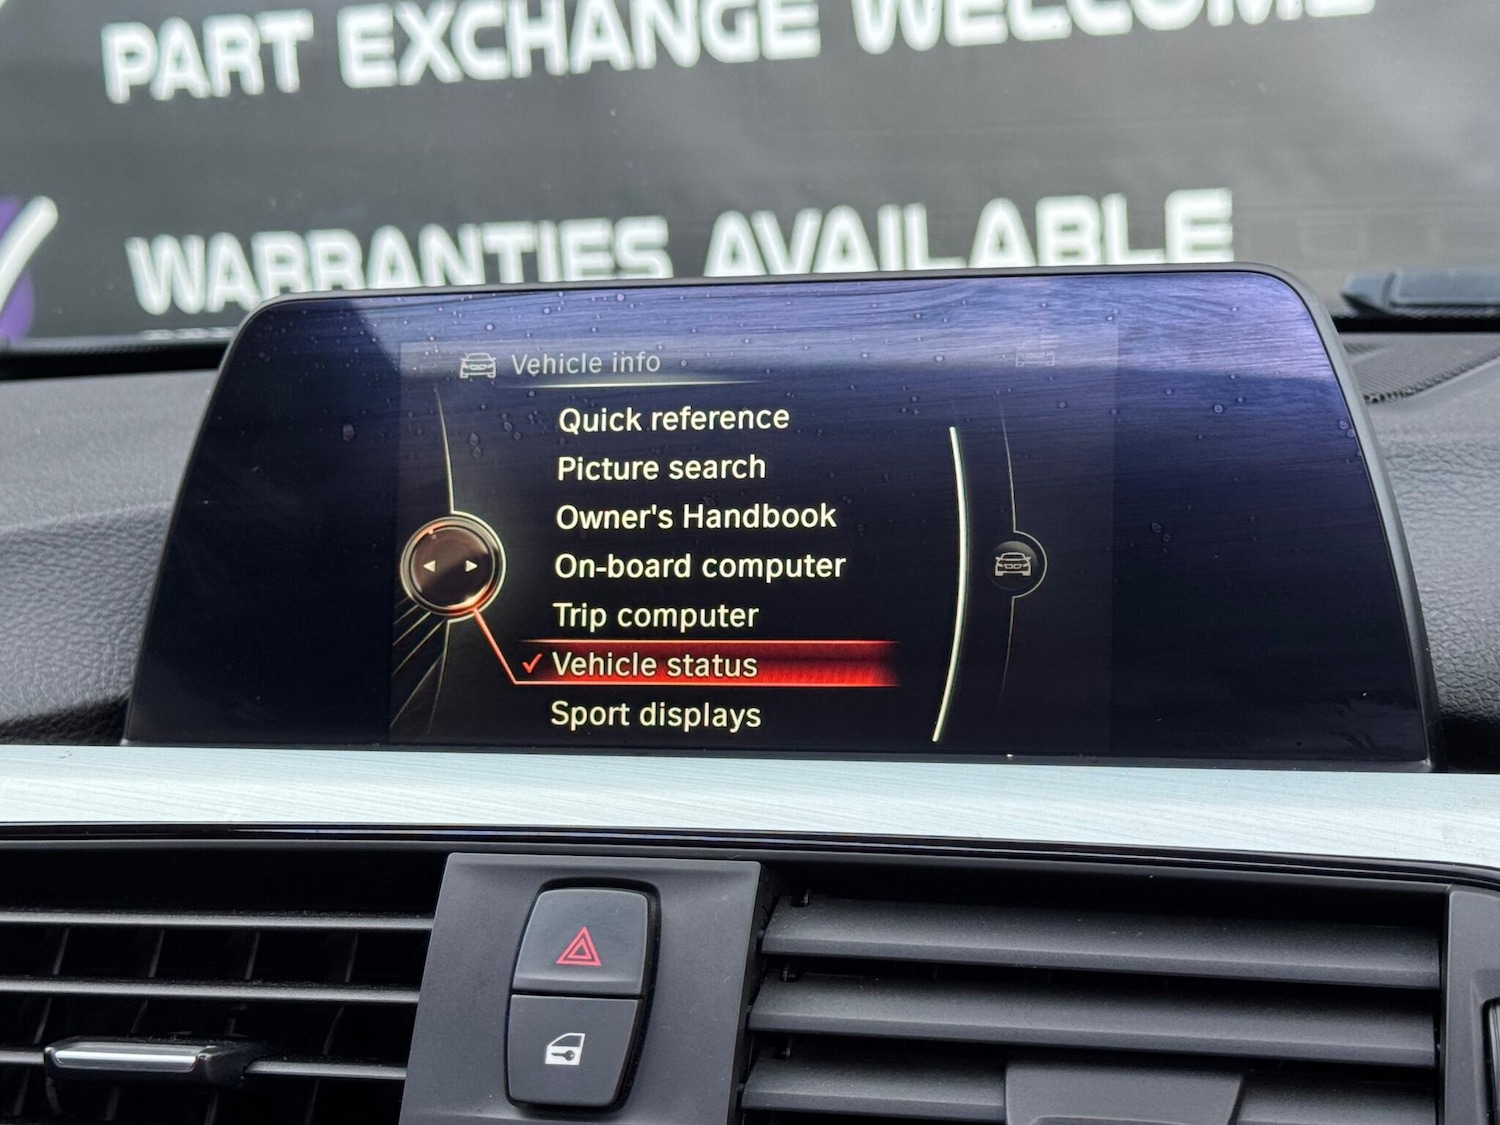 PART EXCHANGE WELCOME
WARRANTIES AVAILABLE
Vehicle info
Quick reference
Picture search
Owner's Handbook
On-board computer
Trip computer
✓ Vehicle status
Sport displays